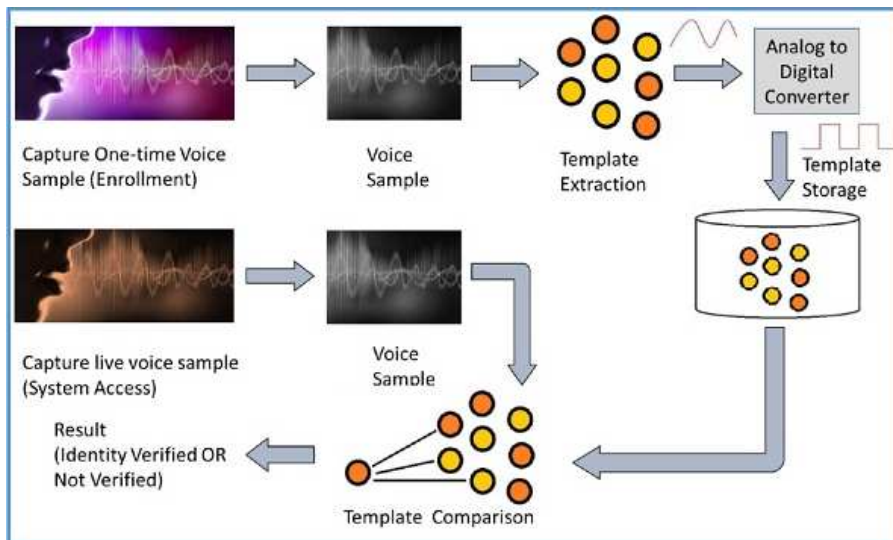 Capture One-time Voice
Sample (Enrollment)
Voice
Sample
Template
Extraction
Analog to
Digital
Converter
Template
Storage
Capture live voice sample
(System Access)
Voice
Sample
Result
(Identity Verified OR
Not Verified)
Template Comparison